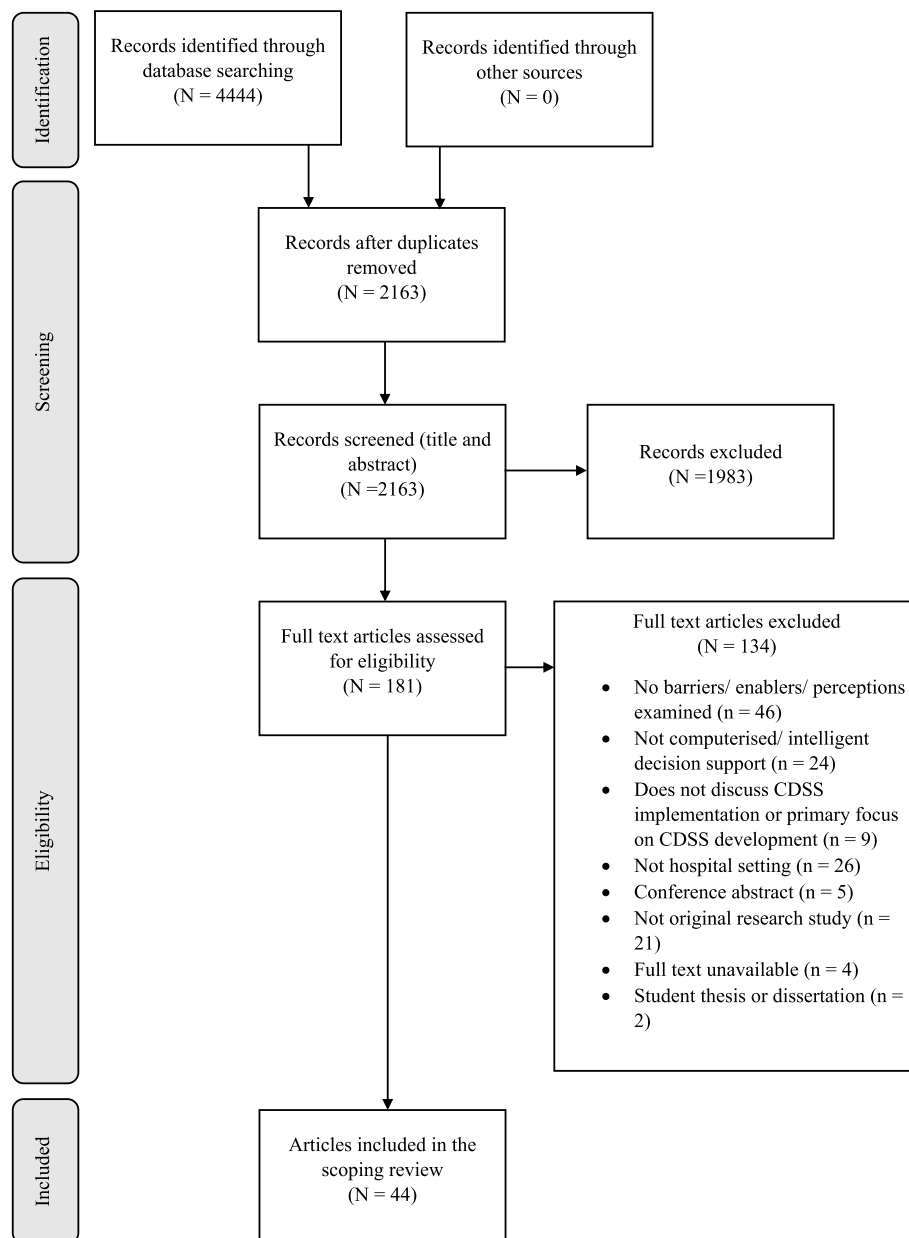 Identification
Records identified through
database searching
(N = 4444)
Records identified through
other sources
(N = 0)
Screening
Records after duplicates
removed
(N = 2163)
Records screened (title and
abstract)
(N =2163)
Records excluded
(N =1983)
Eligibility
Full text articles assessed
for eligibility
(N = 181)
Full text articles excluded
(N = 134)
• No barriers/ enablers/ perceptions
examined (n = 46)
• Not computerised/ intelligent
decision support (n = 24)
• Does not discuss CDSS
implementation or primary focus
on CDSS development (n = 9)
• Not hospital setting (n = 26)
• Conference abstract (n = 5)
• Not original research study (n =
21)
• Full text unavailable (n = 4)
• Student thesis or dissertation (n =
2)
Included
Articles included in the
scoping review
(N = 44)